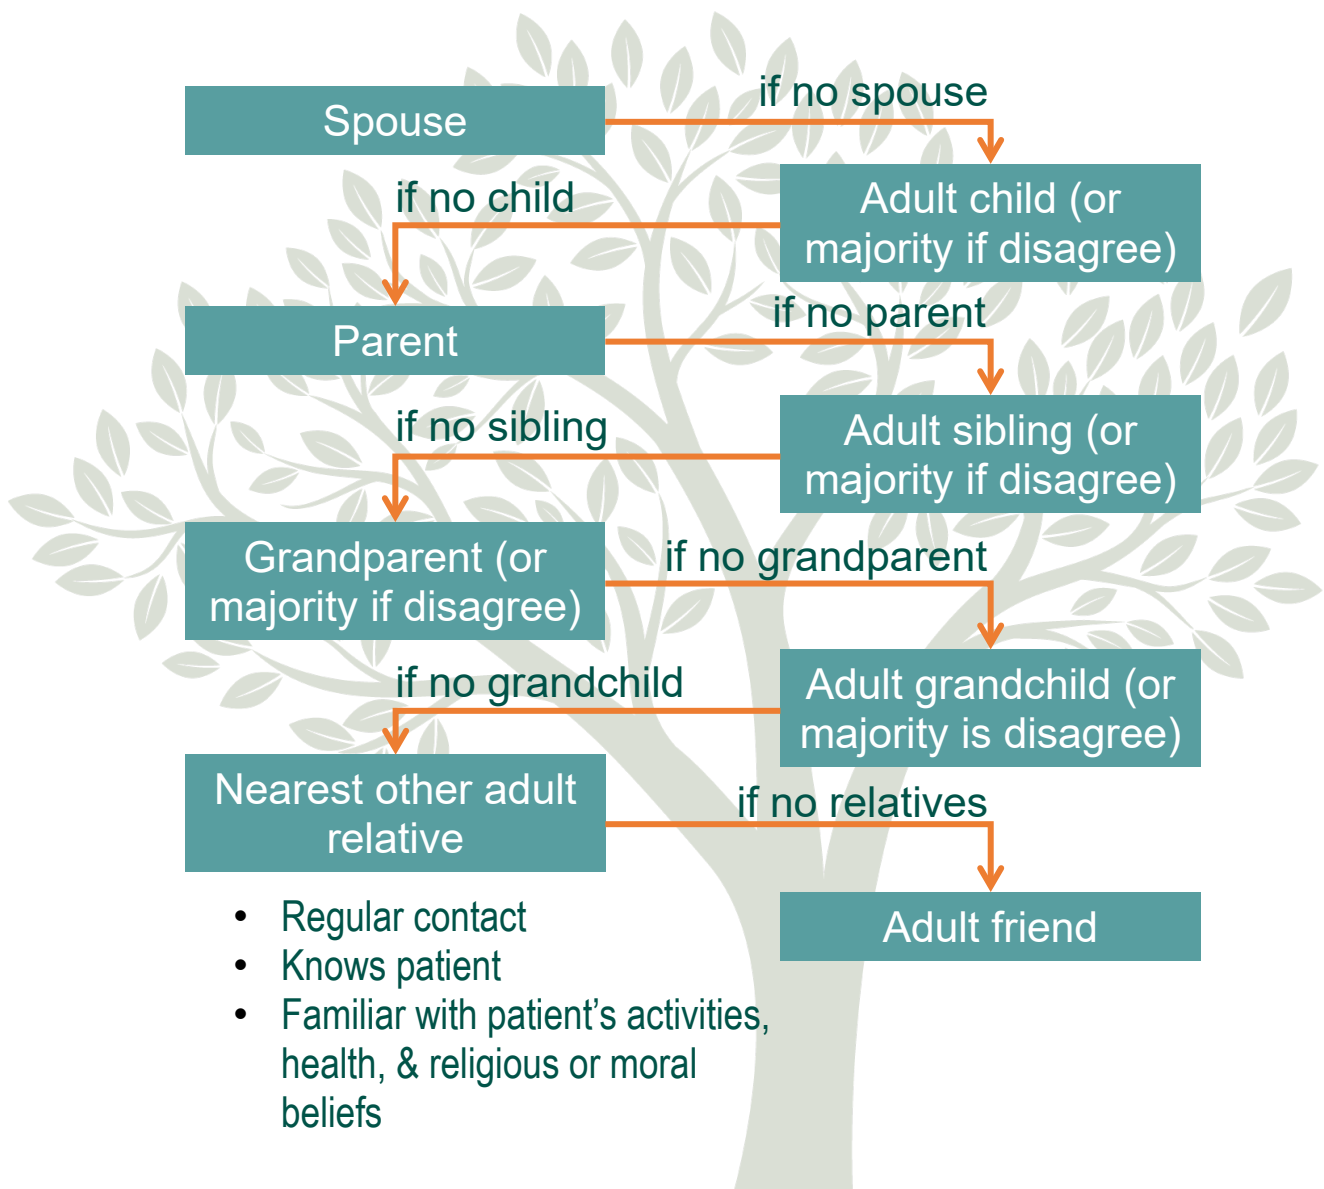 Spouse
if no spouse
Adult child (or
majority if disagree)
if no child
Parent
if no parent
Adult sibling (or
majority if disagree)
if no sibling
Grandparent (or
majority if disagree)
if no grandparent
Adult grandchild (or
majority is disagree)
if no grandchild
Nearest other adult
relative
if no relatives
Adult friend
• Regular contact
• Knows patient
• Familiar with patient’s activities,
health, & religious or moral
beliefs